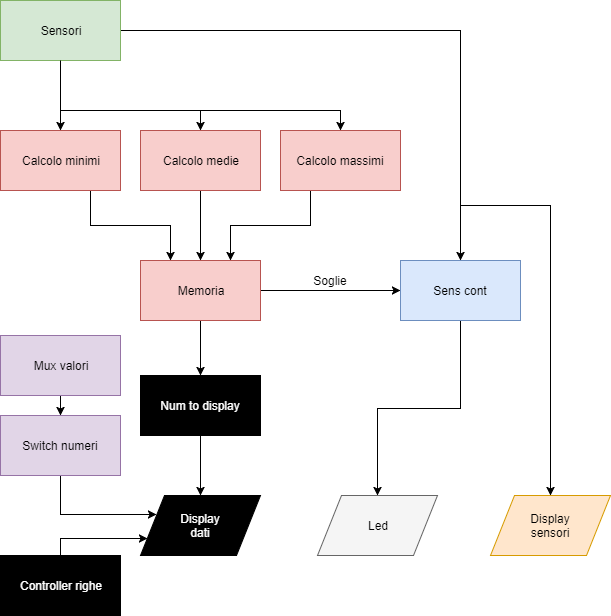 Sensori
Calcolo minimi
Calcolo medie
Calcolo massimi
Memoria
Soglie
Sens cont
Mux valori
Num to display
Switch numeri
Display
dati
Led
Display
sensori
Controller righe